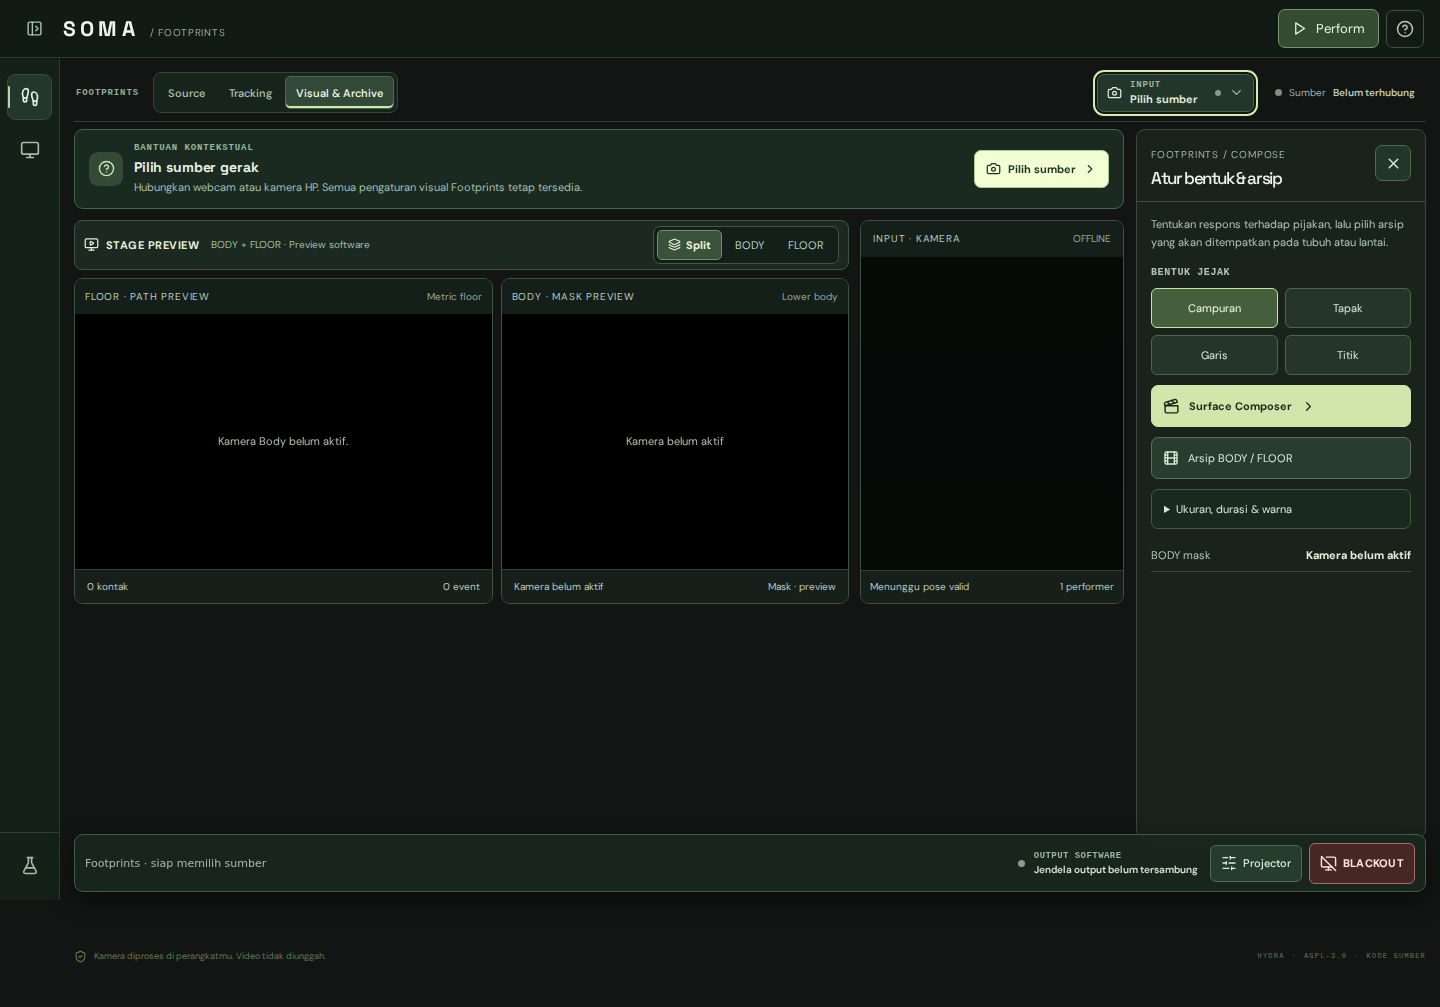 SOMA
/ FOOTPRINTS
Perform
FOOTPRINTS
Source
Tracking
Visual & Archive
INPUT
Pilih sumber
Sumber
Belum terhubung
BANTUAN KONTEKSTUAL
Pilih sumber gerak
Hubungkan webcam atau kamera HP. Semua pengaturan visual Footprints tetap tersedia.
Pilih sumber
STAGE PREVIEW
BODY + FLOOR · Preview software
Split
BODY
FLOOR
FLOOR · PATH PREVIEW
Metric floor
Kamera Body belum aktif.
0 kontak
0 event
BODY · MASK PREVIEW
Lower body
Kamera belum aktif
Kamera belum aktif
Mask · preview
INPUT · KAMERA
OFFLINE
Menunggu pose valid
1 performer
FOOTPRINTS / COMPOSE
Atur bentuk & arsip
Tentukan respons terhadap pijakan, lalu pilih arsip
yang akan ditempatkan pada tubuh atau lantai.
BENTUK JEJAK
Campuran
Tapak
Garis
Titik
Surface Composer
Arsip BODY / FLOOR
Ukuran, durasi & warna
BODY mask
Kamera belum aktif
Footprints · siap memilih sumber
OUTPUT SOFTWARE
Jendela output belum tersambung
Projector
BLACKOUT
Kamera diproses di perangkatmu. Video tidak diunggah.
HYDRA · AGPL-3.0 · KODE SUMBER